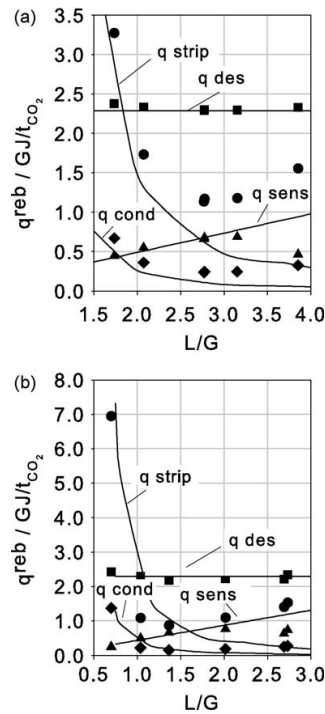 (a)
3.5
3.0
2.5
2.0
1.5
1.0
0.5
0.0
q^reb / GJ/t_CO2
q strip
q des
q sens
q cond
1.5 2.0 2.5 3.0 3.5 4.0
L/G
(b)
8.0
7.0
6.0
5.0
4.0
3.0
2.0
1.0
0.0
q^reb / GJ/t_CO2
q strip
q des
q cond
q sens
0.5 1.0 1.5 2.0 2.5 3.0
L/G